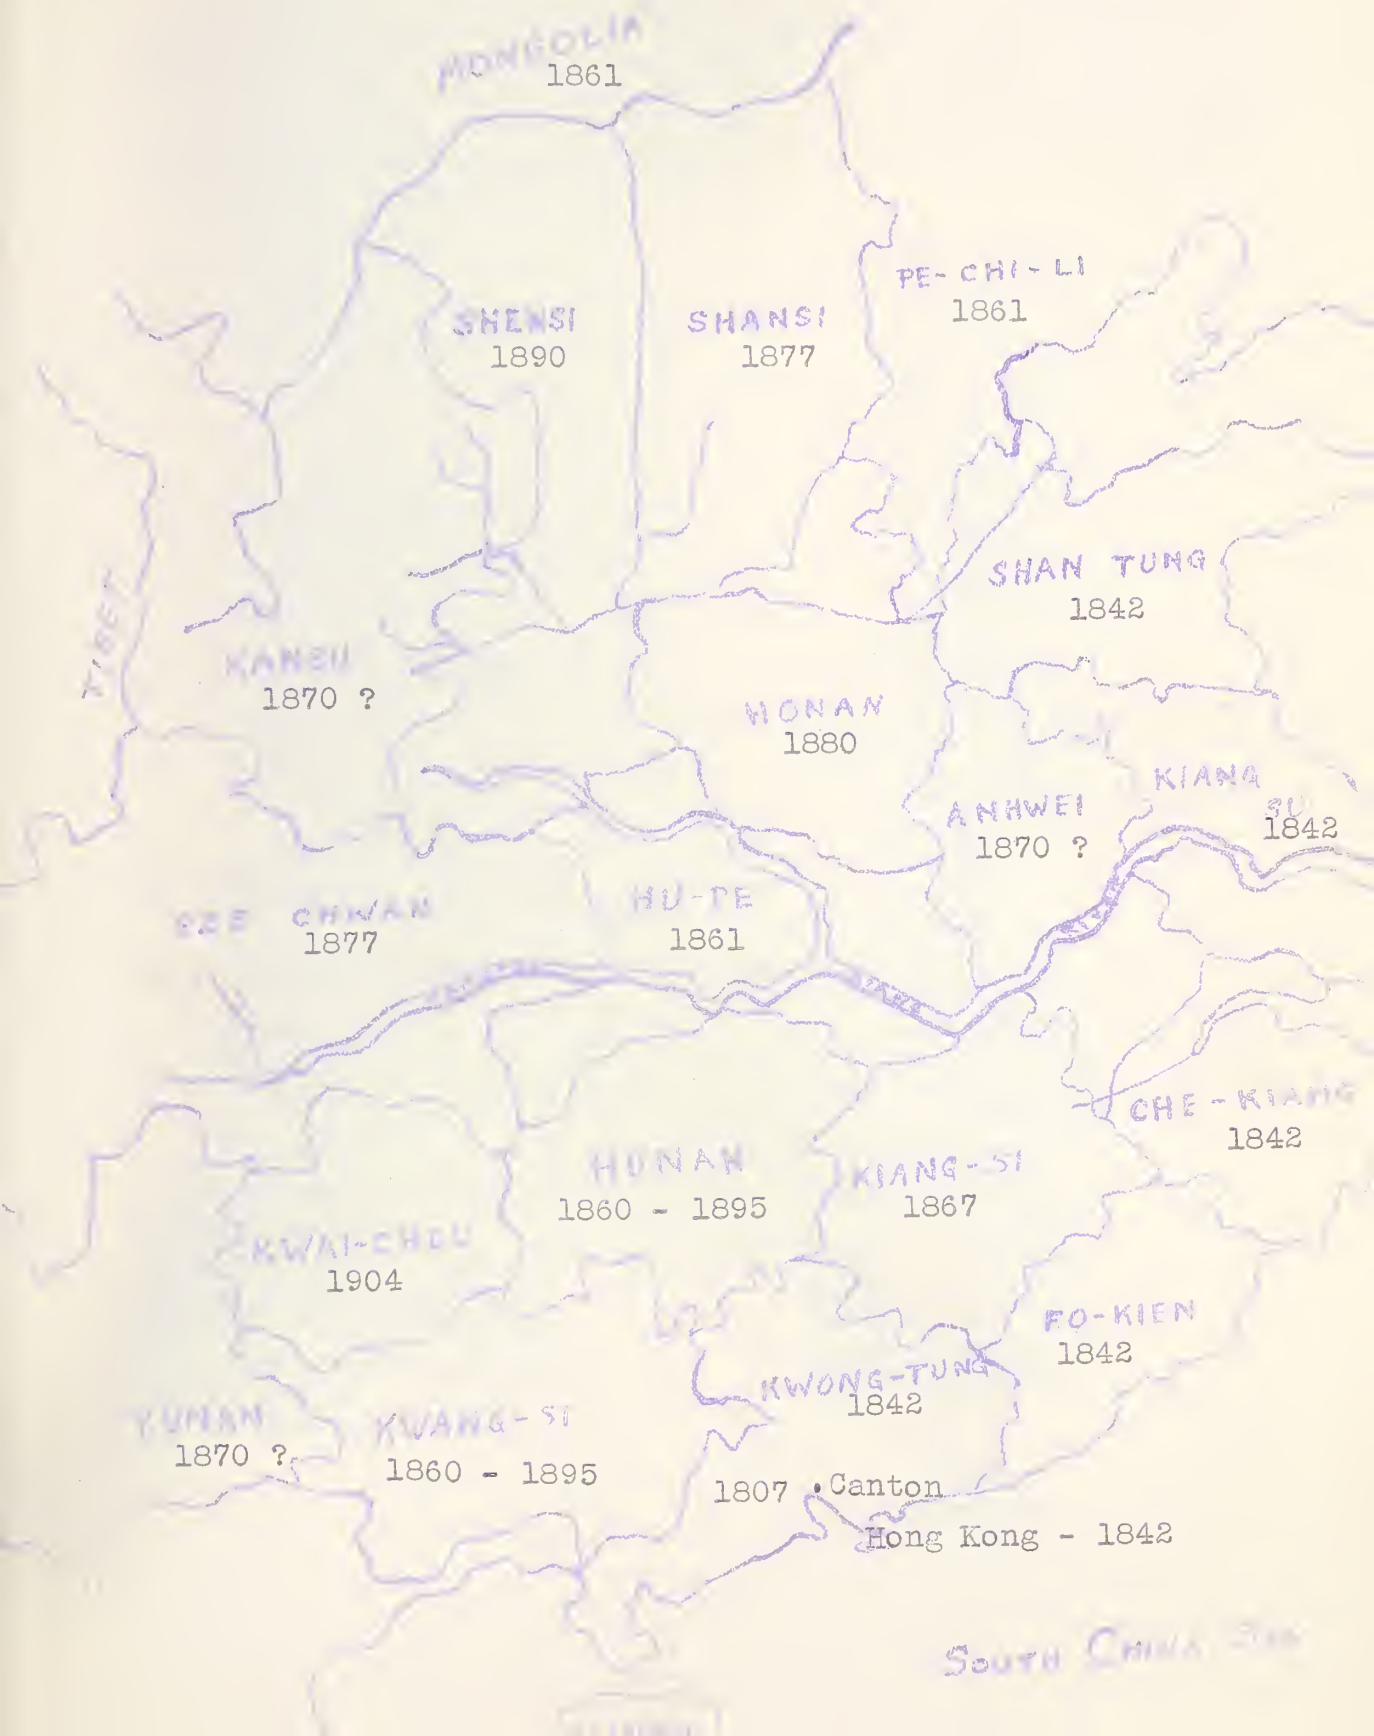 MONGOLIA
1861
PE-CHI-LI
1861
SHENSI
1890
SHANSI
1877
SHAN TUNG
1842
TIBET
KANSU
1870 ?
HONAN
1880
KIANG
SU
1842
ANHWEI
1870 ?
SZE CHWAN
1877
HU-PE
1861
CHE-KIANG
1842
HUNAN
1860 - 1895
KIANG-SI
1867
KWAI-CHOU
1904
FO-KIEN
1842
KWONG-TUNG
1842
YUNAN
1870 ?
KWANG-SI
1860 - 1895
1807 •Canton
Hong Kong - 1842
SOUTH CHINA SEA